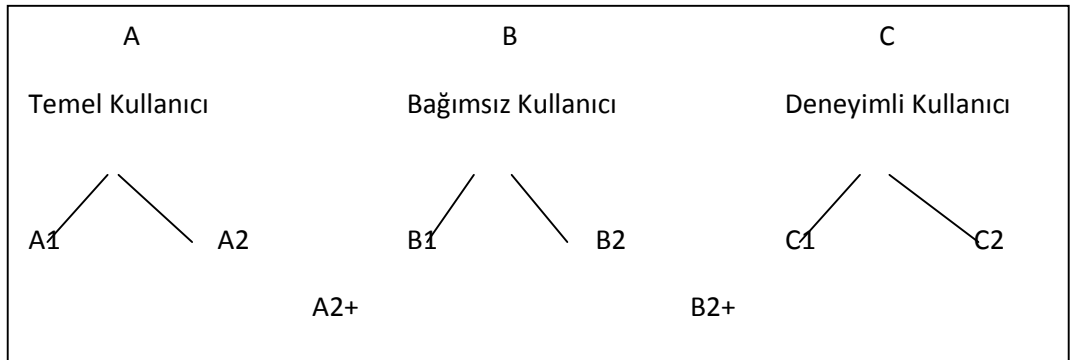 A B C
Temel Kullanıcı Bağımsız Kullanıcı Deneyimli Kullanıcı
A1 A2 B1 B2 C1 C2
A2+ B2+